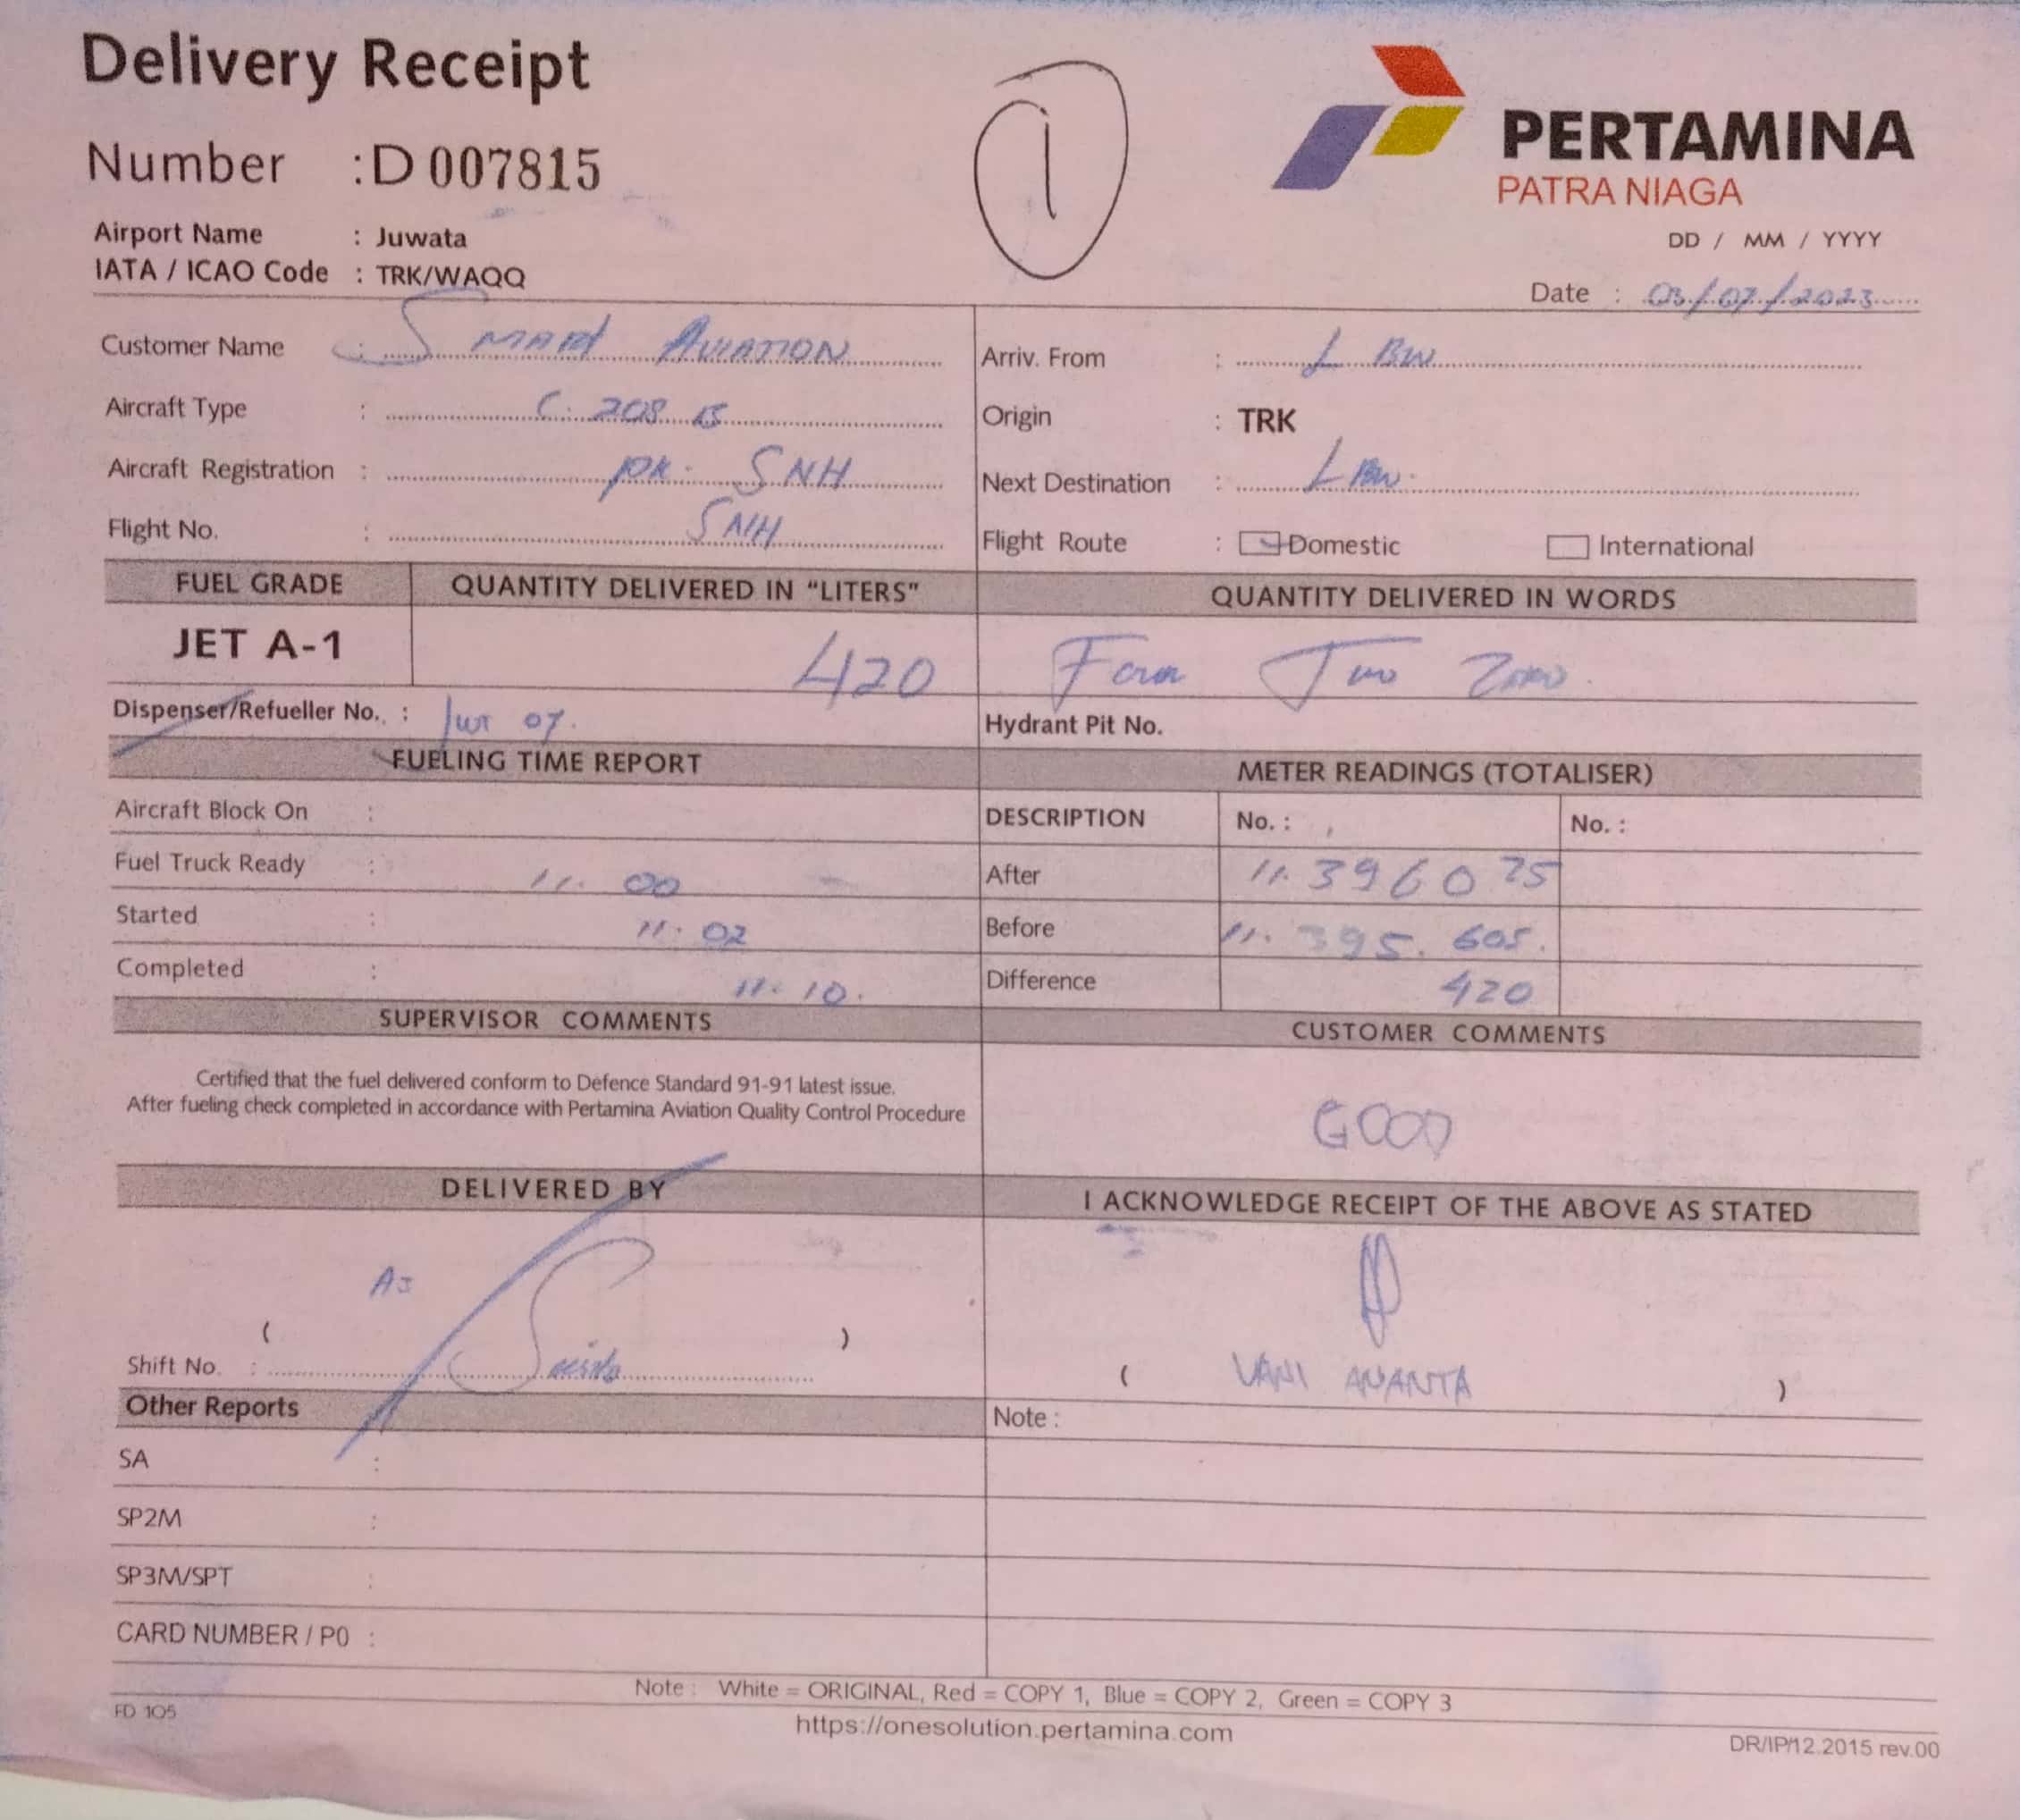 Delivery Receipt
1
PERTAMINA
PATRA NIAGA
Number : D 007815
Airport Name : Juwata
DD / MM / YYYY
IATA / ICAO Code : TRK/WAQQ
Date : 03/07/2023
Customer Name : SMART AVIATION
Arriv. From : LBW
Aircraft Type : C 208 B
Origin : TRK
Aircraft Registration : PK. SNH
Next Destination : LBW.
Flight No. : SNH
Flight Route : Domestic International
FUEL GRADE QUANTITY DELIVERED IN "LITERS" QUANTITY DELIVERED IN WORDS
JET A-1 420 Four Two Zero
Dispenser/Refueller No. : 07.
Hydrant Pit No.
FUELING TIME REPORT METER READINGS (TOTALISER)
Aircraft Block On :
DESCRIPTION No. : No. :
Fuel Truck Ready : 11. 00
After 11.396025
Started : 11. 02
Before 11. 395. 605.
Completed : 11. 10.
Difference 420
SUPERVISOR COMMENTS CUSTOMER COMMENTS
Certified that the fuel delivered conform to Defence Standard 91-91 latest issue.
After fueling check completed in accordance with Pertamina Aviation Quality Control Procedure
GOOD
DELIVERED BY I ACKNOWLEDGE RECEIPT OF THE ABOVE AS STATED
( )
Shift No. :
( VANI ANANTA )
Other Reports
Note :
SA :
SP2M :
SP3M/SPT :
CARD NUMBER / P0 :
Note : White = ORIGINAL, Red = COPY 1, Blue = COPY 2, Green = COPY 3
FD 105
https://onesolution.pertamina.com
DR/IP/12.2015 rev.00